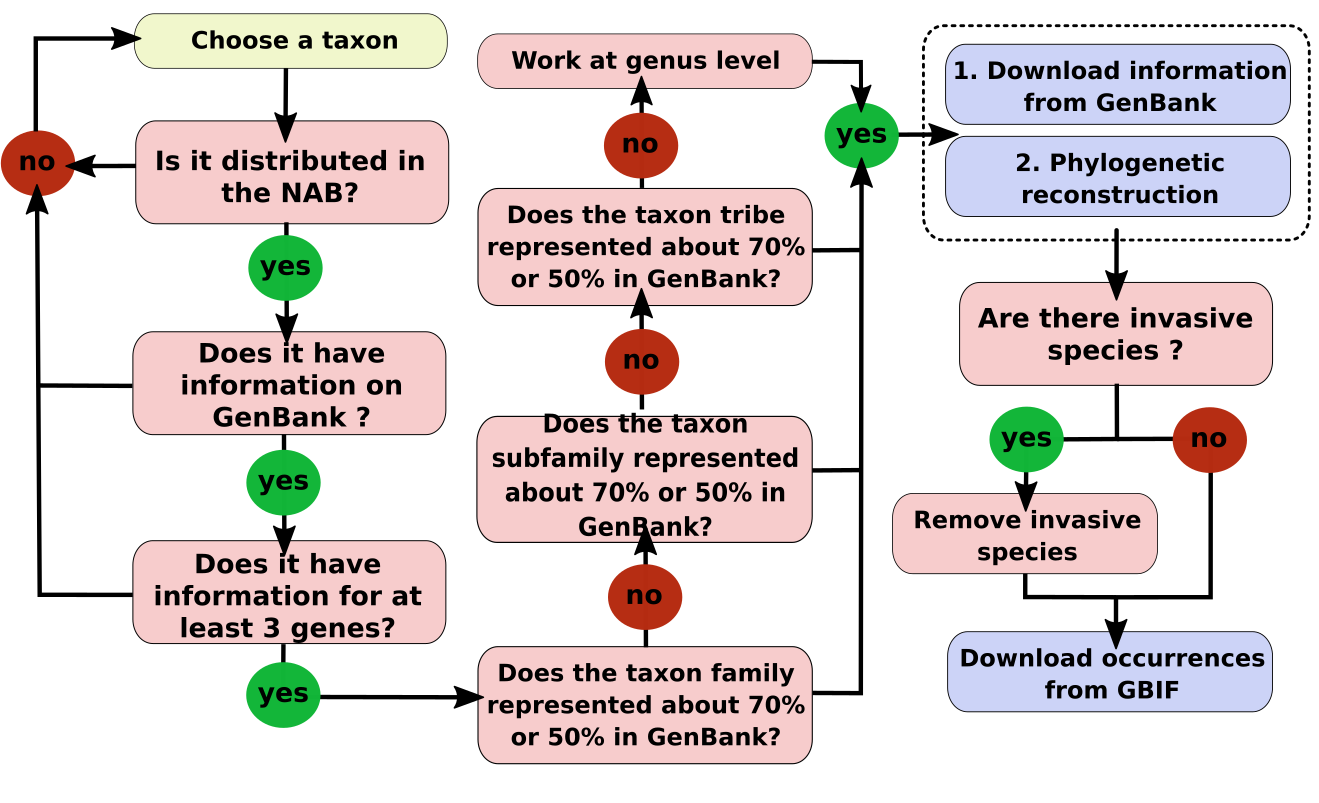 Choose a taxon
no
Is it distributed in
the NAB?
yes
Does it have
information on
GenBank ?
yes
Does it have
information for at
least 3 genes?
yes
Work at genus level
no
Does the taxon tribe
represented about 70%
or 50% in GenBank?
no
Does the taxon
subfamily represented
about 70% or 50% in
GenBank?
no
Does the taxon family
represented about 70%
or 50% in GenBank?
yes
1. Download information
from GenBank
2. Phylogenetic
reconstruction
Are there invasive
species ?
yes
no
Remove invasive
species
Download occurrences
from GBIF